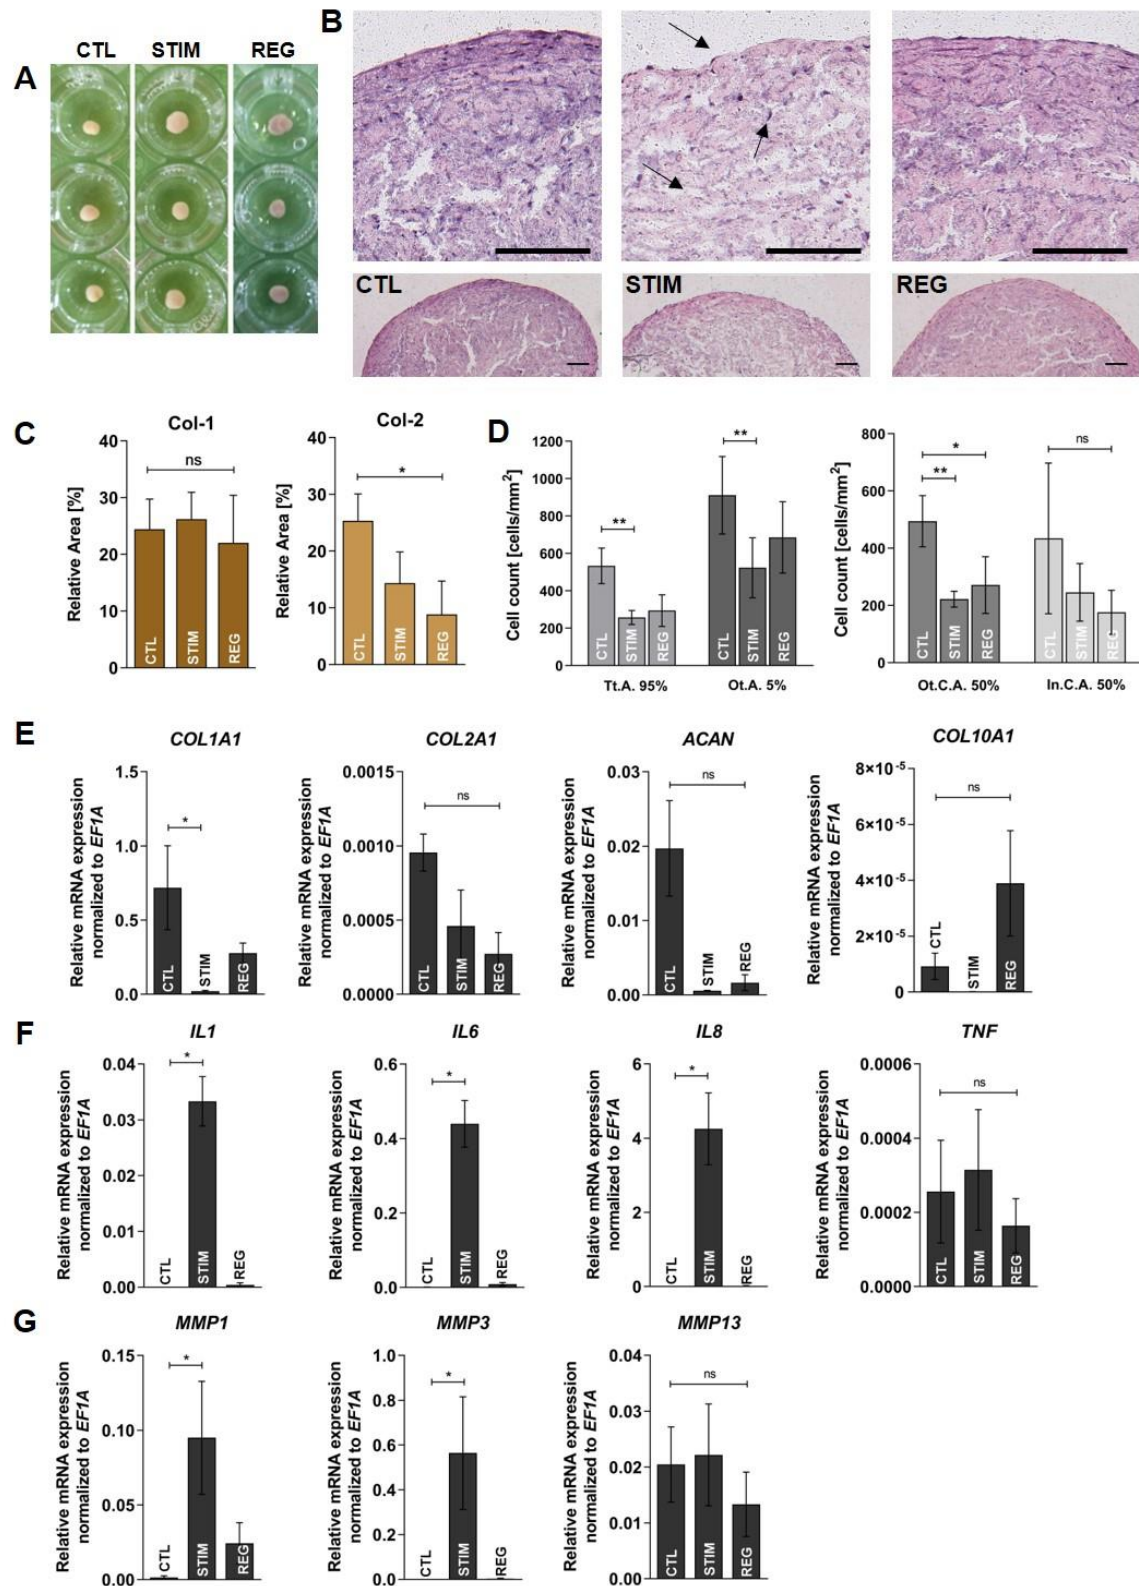 CTL STIM REG
A
B
CTL STIM REG
C
Col-1
Relative Area [%]
40
30
20
10
0
ns
CTL STIM REG
Col-2
Relative Area [%]
40
30
20
10
0
*
CTL STIM REG
D
Cell count [cells/mm²]
1200
1000
800
600
400
200
0
**
**
CTL STIM REG CTL STIM REG
Tt.A. 95% Ot.A. 5%
Cell count [cells/mm²]
800
600
400
200
0
*
**
ns
CTL STIM REG CTL STIM REG
Ot.C.A. 50% In.C.A. 50%
E
COL1A1
Relative mRNA expression
normalized to EF1A
1.5
1.0
0.5
0.0
*
CTL STIM REG
COL2A1
Relative mRNA expression
normalized to EF1A
0.0015
0.0010
0.0005
0.0000
ns
CTL STIM REG
ACAN
Relative mRNA expression
normalized to EF1A
0.03
0.02
0.01
0.00
ns
CTL STIM REG
COL10A1
Relative mRNA expression
normalized to EF1A
8×10⁻⁵
6×10⁻⁵
4×10⁻⁵
2×10⁻⁵
0
ns
CTL STIM REG
F
IL1
Relative mRNA expression
normalized to EF1A
0.04
0.03
0.02
0.01
0.00
*
CTL STIM REG
IL6
Relative mRNA expression
normalized to EF1A
0.6
0.4
0.2
0.0
*
CTL STIM REG
IL8
Relative mRNA expression
normalized to EF1A
6
4
2
0
*
CTL STIM REG
TNF
Relative mRNA expression
normalized to EF1A
0.0006
0.0004
0.0002
0.0000
ns
CTL STIM REG
G
MMP1
Relative mRNA expression
normalized to EF1A
0.15
0.10
0.05
0.00
*
CTL STIM REG
MMP3
Relative mRNA expression
normalized to EF1A
1.0
0.8
0.6
0.4
0.2
0.0
*
CTL STIM REG
MMP13
Relative mRNA expression
normalized to EF1A
0.04
0.03
0.02
0.01
0.00
ns
CTL STIM REG